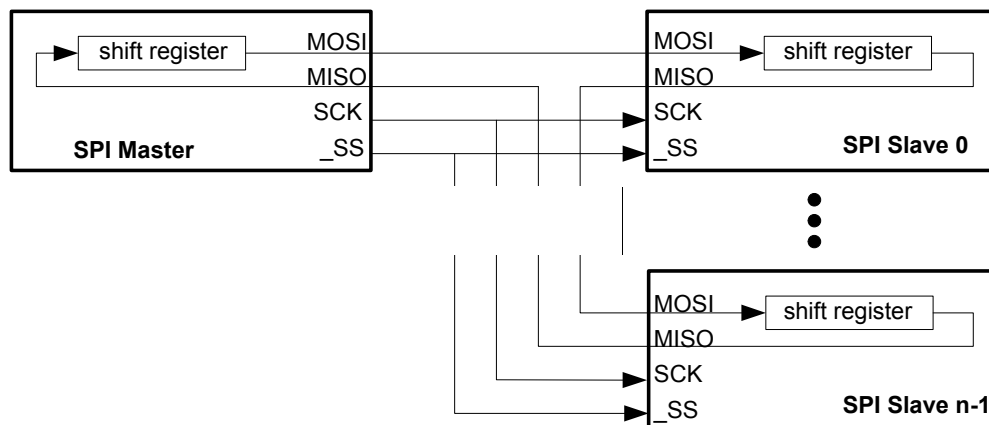 shift register
MOSI
MISO
SCK
_SS
SPI Master
MOSI
shift register
MISO
SCK
_SS
SPI Slave 0
MOSI
shift register
MISO
SCK
_SS
SPI Slave n-1